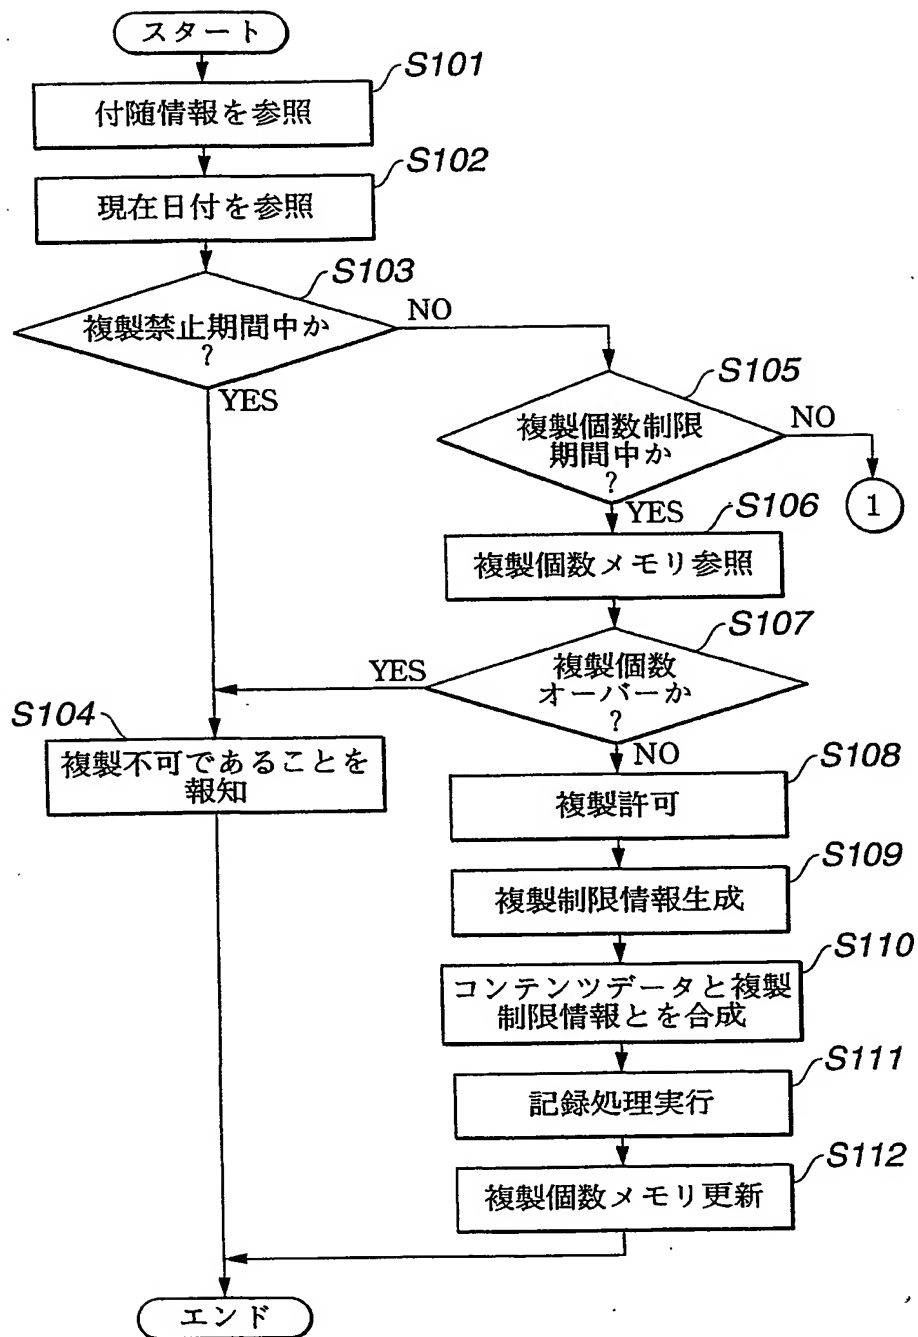 スタート
S101
付随情報を参照
S102
現在日付を参照
S103
複製禁止期間中か
?
NO
YES
S105
複製個数制限
期間中か
?
NO
1
YES
S106
複製個数メモリ参照
S107
複製個数
オーバーか
?
YES
NO
S104
複製不可であることを
報知
S108
複製許可
S109
複製制限情報生成
S110
コンテンツデータと複製
制限情報とを合成
S111
記録処理実行
S112
複製個数メモリ更新
エンド